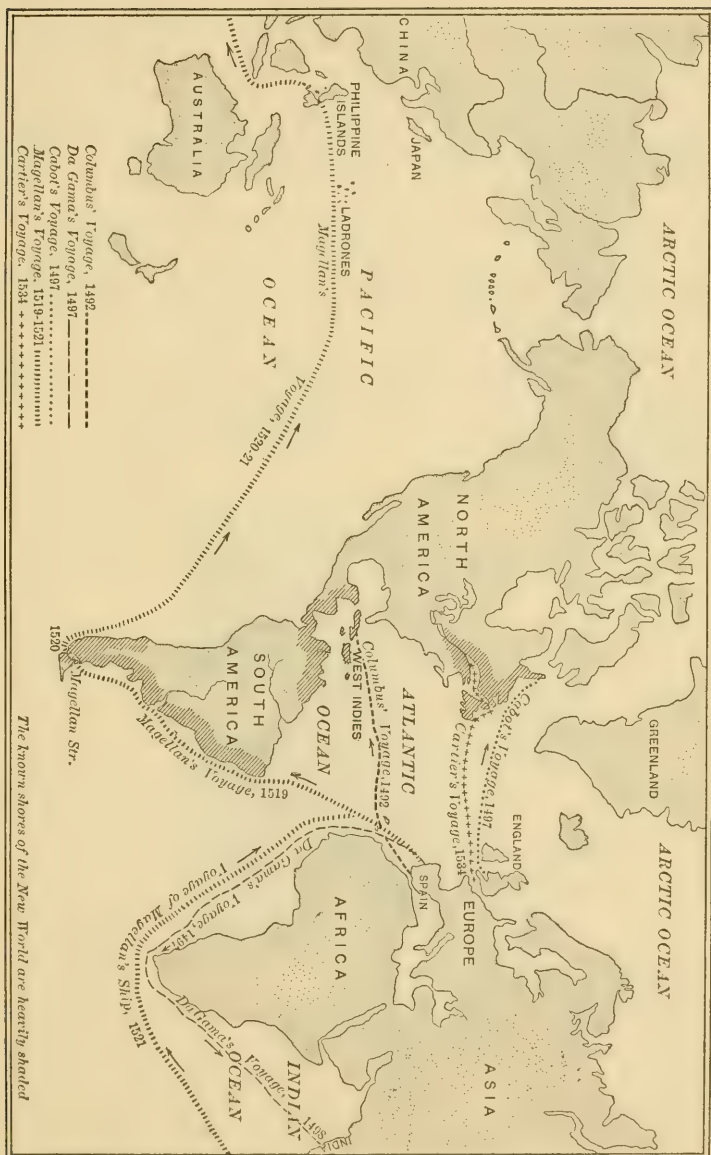 ARCTIC OCEAN
ARCTIC OCEAN
GREENLAND
CHINA
JAPAN
PHILIPPINE
ISLANDS
LADRONES
AUSTRALIA
PACIFIC
OCEAN
Magellan's
Voyage, 1520-21
NORTH
AMERICA
WEST INDIES
SOUTH
AMERICA
ATLANTIC
OCEAN
Cabot's Voyage, 1497
Cartier's Voyage, 1534
Columbus' Voyage, 1492
ENGLAND
EUROPE
SPAIN
ASIA
AFRICA
INDIA
INDIAN
OCEAN
Da Gama's Voyage, 1497
Da Gama's Voyage, 1498
Magellan's Voyage, 1519
Voyage of Magellan's Ship, 1521
1520
Magellan Str.
Columbus' Voyage, 1492
Da Gama's Voyage, 1497
Cabot's Voyage, 1497
Magellan's Voyage, 1519-1521
Cartier's Voyage, 1534
The known shores of the New World are heavily shaded